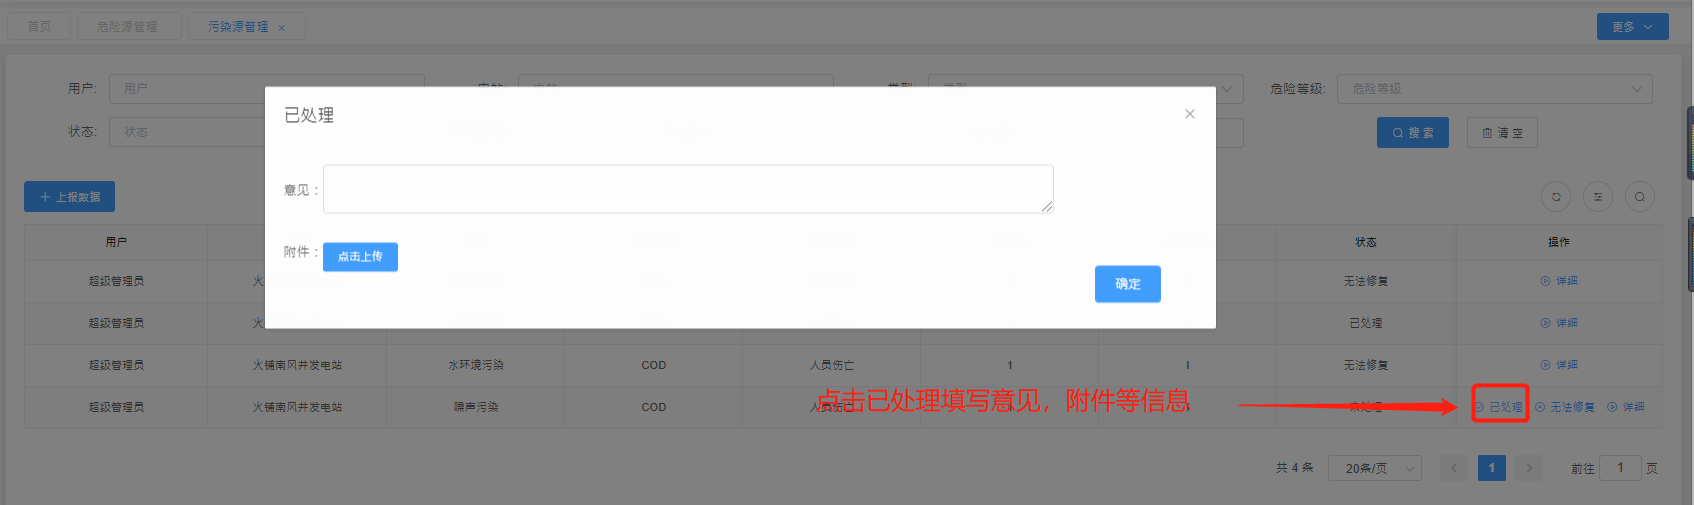 首页 危险源管理 污染源管理 × 更多
用户: 用户 类型: 类型 危险等级: 危险等级
状态: 状态 搜 索 清 空
已处理 ×
意见：
附件： 点击上传
确定
+ 上报数据
用户 状态 操作
超级管理员 无法修复 详细
超级管理员 已处理 详细
超级管理员 火铺南风井发电站 水环境污染 COD 人员伤亡 1 I 无法修复 详细
超级管理员 火铺南风井发电站 噪声污染 COD 人员伤亡 未处理 已处理 无法修复 详细
点击已处理填写意见，附件等信息
共 4 条 20条/页 < 1 > 前往 1 页